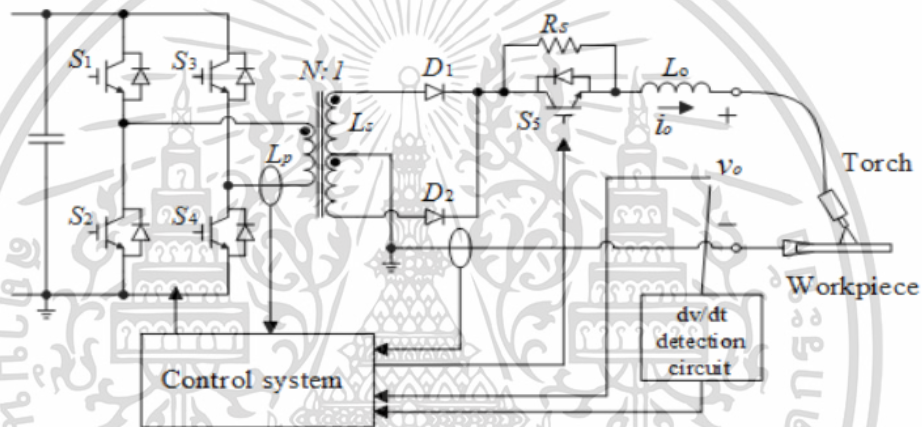 S1
S3
N:1
D1
Rs
Lo
Ls
S5
io
+
Lp
vo
Torch
S2
S4
D2
−
Workpiece
dv/dt
detection
circuit
Control system